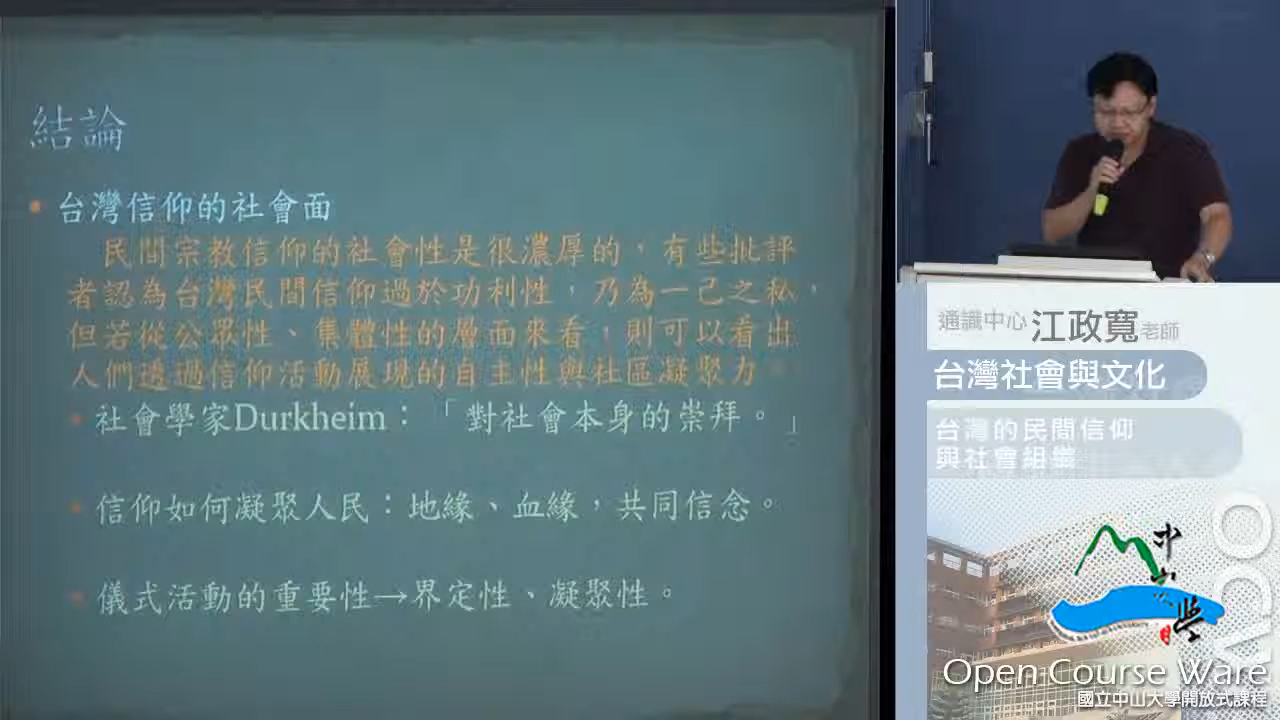 結論
台灣信仰的社會面
民間宗教信仰的社會性是很濃厚的，有些批評
者認為台灣民間信仰過於功利性，乃為一己之私，
但若從公眾性、集體性的層面來看，則可以看出
人們透過信仰活動展現的自主性與社區凝聚力。
社會學家Durkheim：「對社會本身的崇拜。」
信仰如何凝聚人民：地緣、血緣，共同信念。
儀式活動的重要性→界定性、凝聚性。
通識中心 江政寬 老師
台灣社會與文化
台灣的民間信仰
與社會組織
中山大學
OCW
Open Course Ware
國立中山大學開放式課程